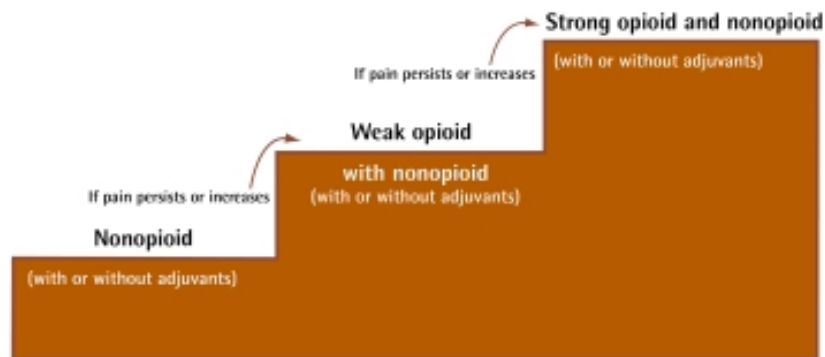 Strong opioid and nonopioid
(with or without adjuvants)
If pain persists or increases
Weak opioid
with nonopioid
(with or without adjuvants)
If pain persists or increases
Nonopioid
(with or without adjuvants)